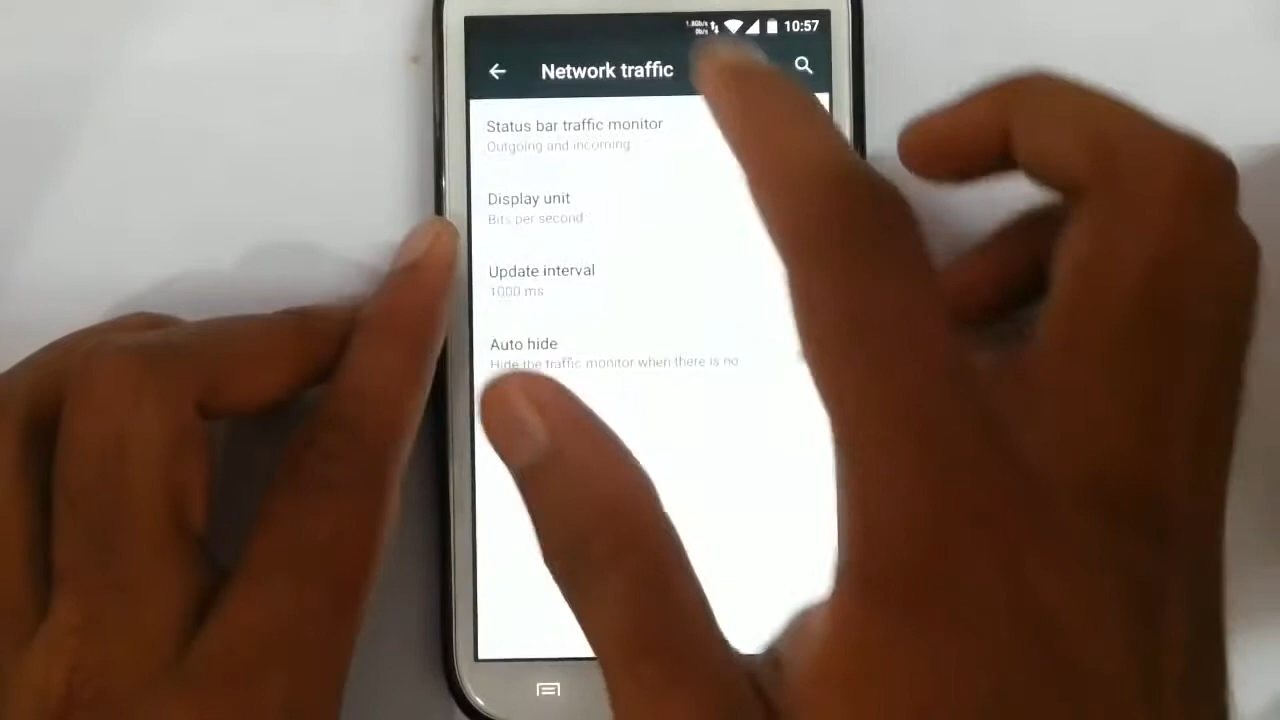 10:57
Network traffic
Status bar traffic monitor
Outgoing and incoming
Display unit
Bits per second
Update interval
1000 ms
Auto hide
Hide the traffic monitor when there is no